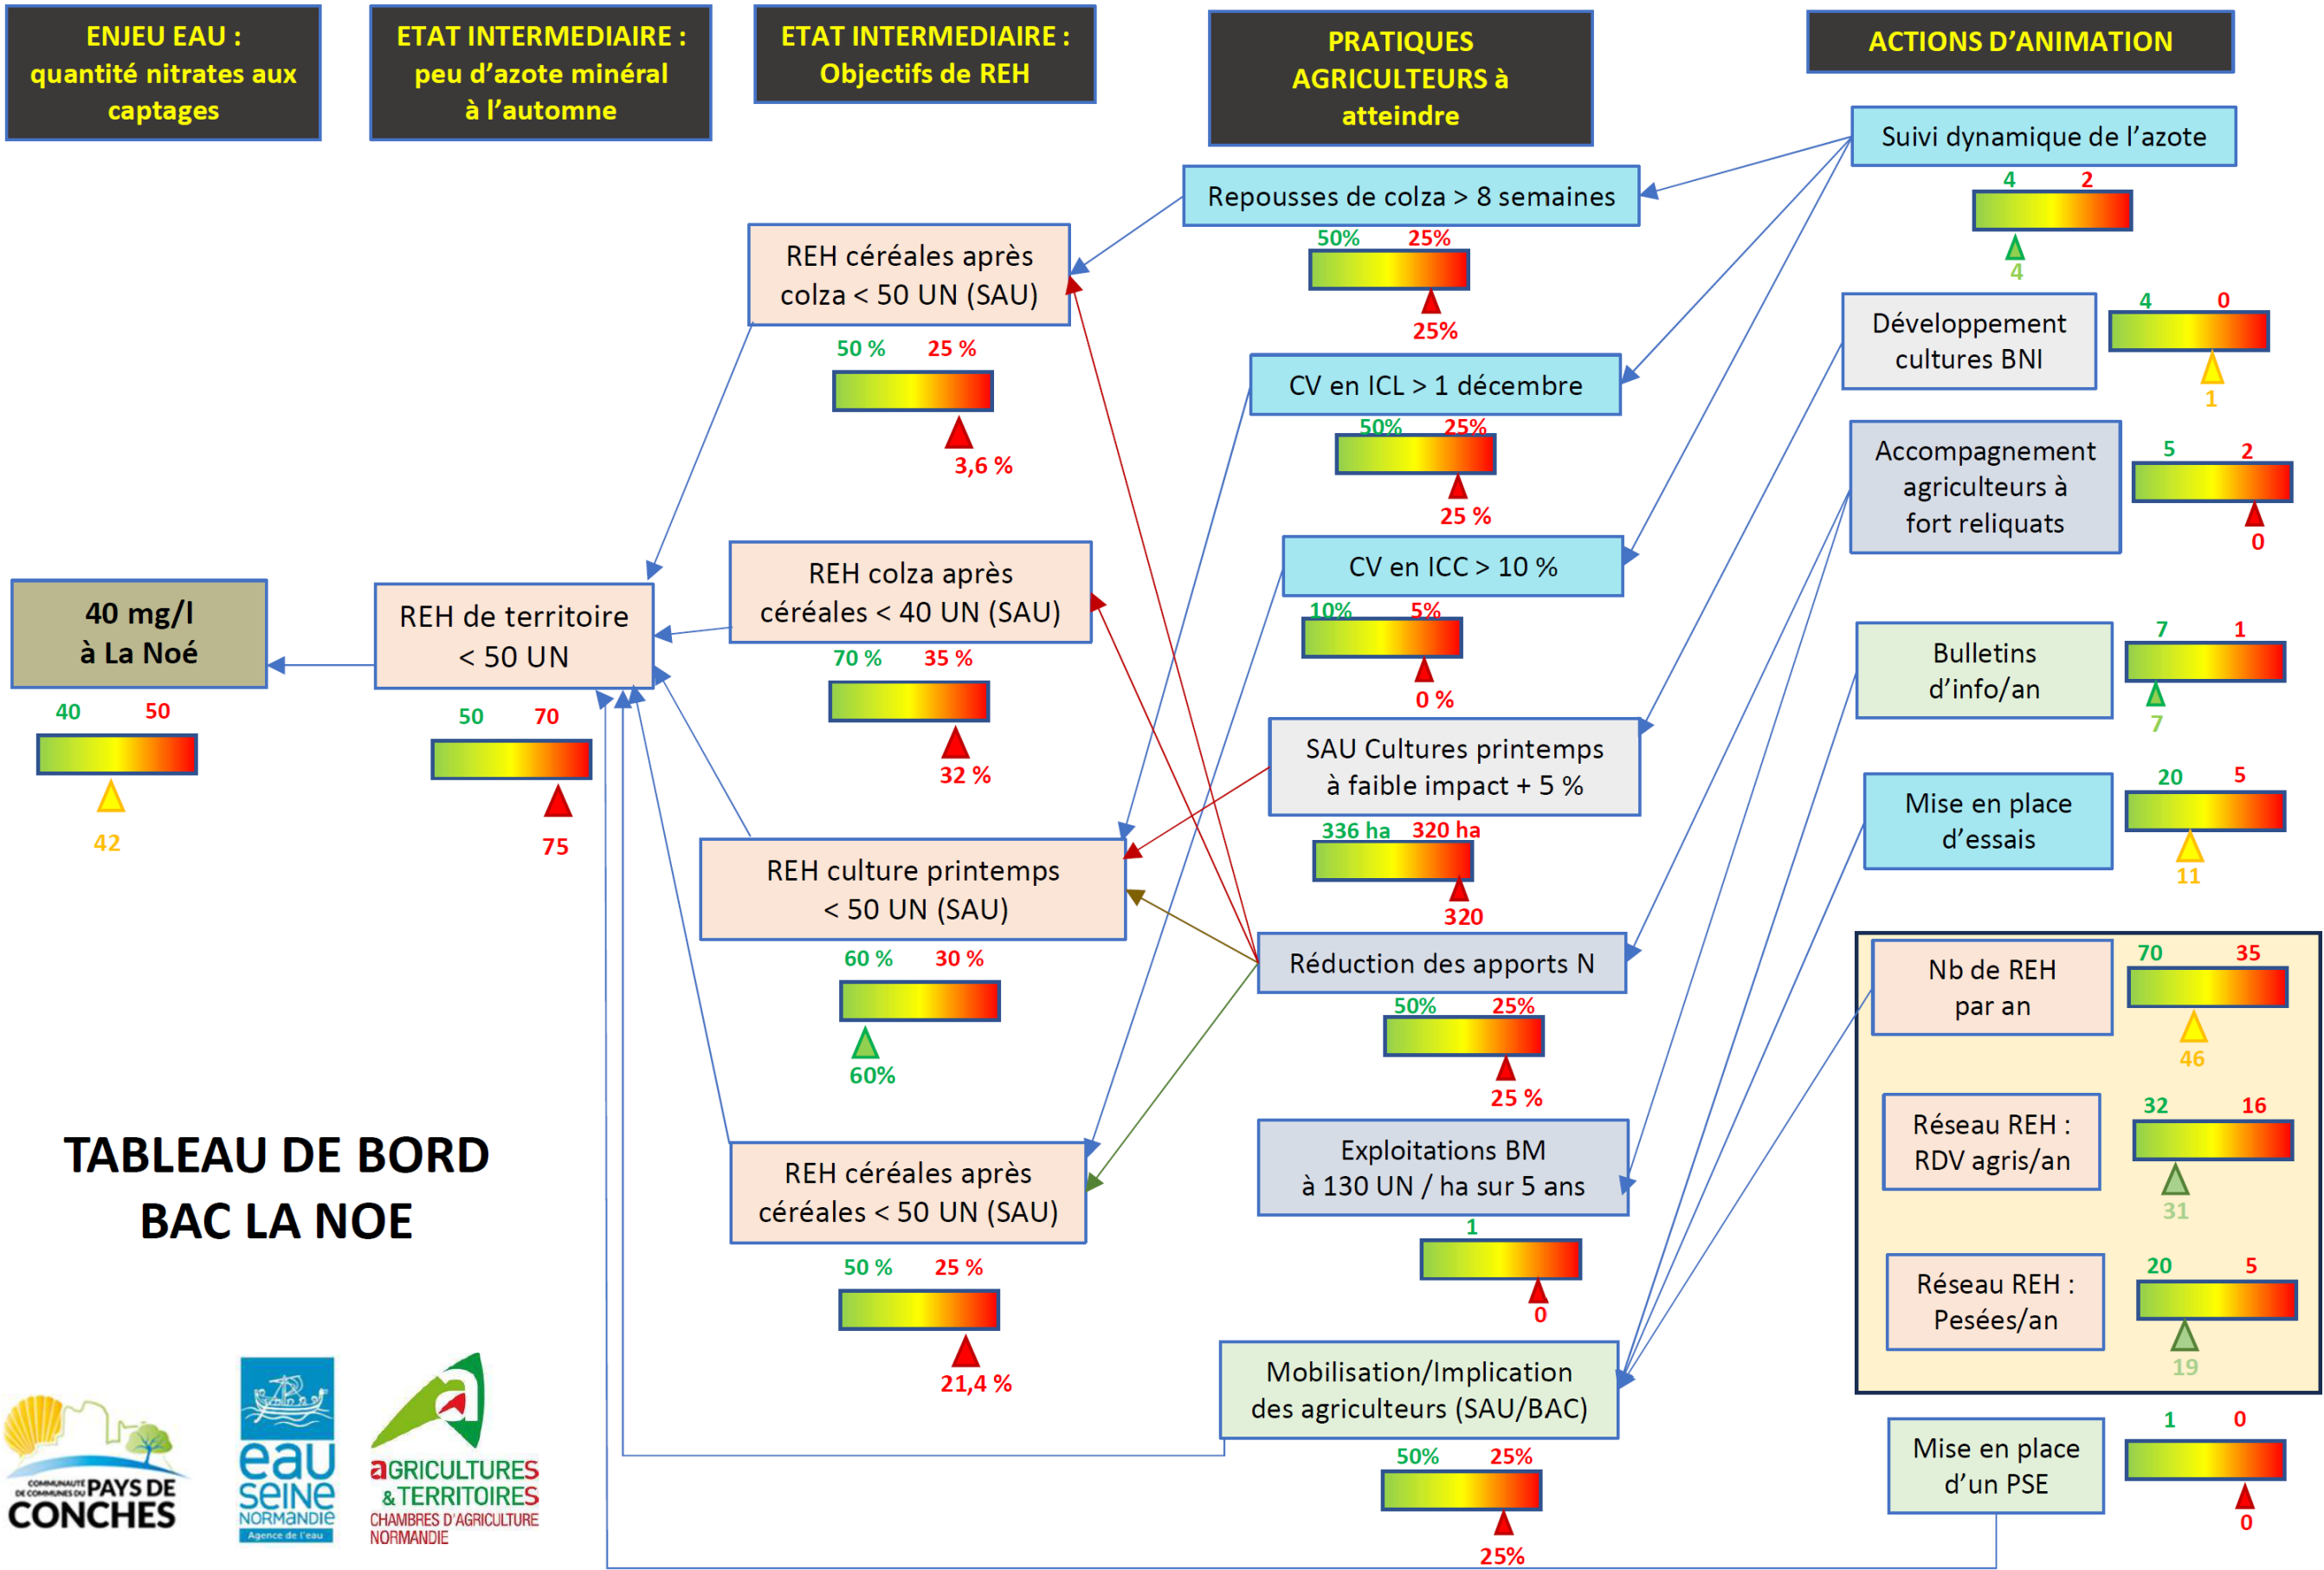 ENJEU EAU :
quantité nitrates aux
captages
ETAT INTERMEDIAIRE :
peu d’azote minéral
à l’automne
ETAT INTERMEDIAIRE :
Objectifs de REH
PRATIQUES
AGRICULTEURS à
atteindre
ACTIONS D’ANIMATION
40 mg/l
à La Noé
40 50
42
REH de territoire
< 50 UN
50 70
75
REH céréales après
colza < 50 UN (SAU)
50 % 25 %
3,6 %
REH colza après
céréales < 40 UN (SAU)
70 % 35 %
32 %
REH culture printemps
< 50 UN (SAU)
60 % 30 %
60%
REH céréales après
céréales < 50 UN (SAU)
50 % 25 %
21,4 %
Repousses de colza > 8 semaines
50% 25%
25%
CV en ICL > 1 décembre
50% 25%
25 %
CV en ICC > 10 %
10% 5%
0 %
SAU Cultures printemps
à faible impact + 5 %
336 ha 320 ha
320
Réduction des apports N
50% 25%
25 %
Exploitations BM
à 130 UN / ha sur 5 ans
1
0
Mobilisation/Implication
des agriculteurs (SAU/BAC)
50% 25%
25%
Suivi dynamique de l’azote
4 2
4
Développement
cultures BNI
4 0
1
Accompagnement
agriculteurs à
fort reliquats
5 2
0
Bulletins
d’info/an
7 1
7
Mise en place
d’essais
20 5
11
Nb de REH
par an
70 35
46
Réseau REH :
RDV agris/an
32 16
31
Réseau REH :
Pesées/an
20 5
19
Mise en place
d’un PSE
1 0
0
TABLEAU DE BORD
BAC LA NOE
COMMUNAUTÉ
DE COMMUNES DU PAYS DE
CONCHES
eau
SEINE
NORMANDIE
Agence de l'eau
a
AGRICULTURES
& TERRITOIRES
CHAMBRES D'AGRICULTURE
NORMANDIE